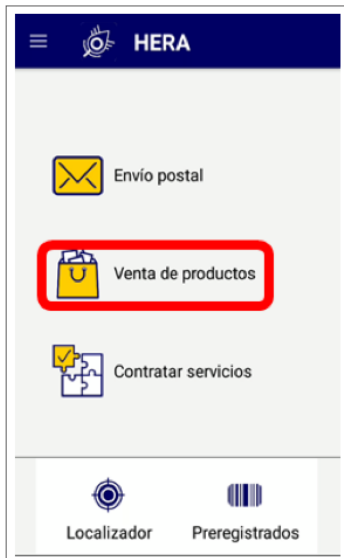 HERA
Envío postal
Venta de productos
Contratar servicios
Localizador Preregistrados